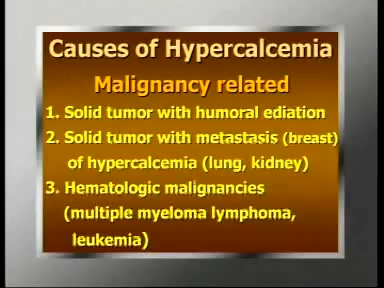 Causes of Hypercalcemia
Malignancy related
1. Solid tumor with humoral ediation
2. Solid tumor with metastasis (breast)
of hypercalcemia (lung, kidney)
3. Hematologic malignancies
(multiple myeloma lymphoma,
leukemia)